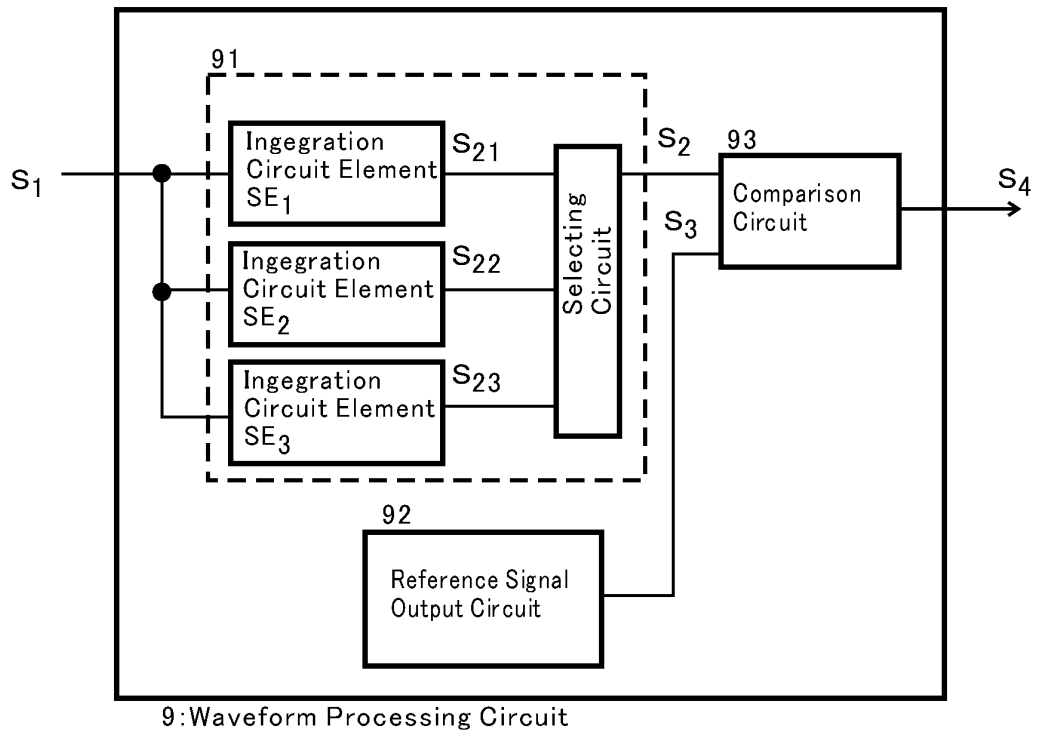 91
Ingegration
Circuit Element
SE1
S21
S1
S2
93
Comparison
Circuit
S4
S3
Ingegration
Circuit Element
SE2
S22
Selecting
Circuit
Ingegration
Circuit Element
SE3
S23
92
Reference Signal
Output Circuit
9:Waveform Processing Circuit